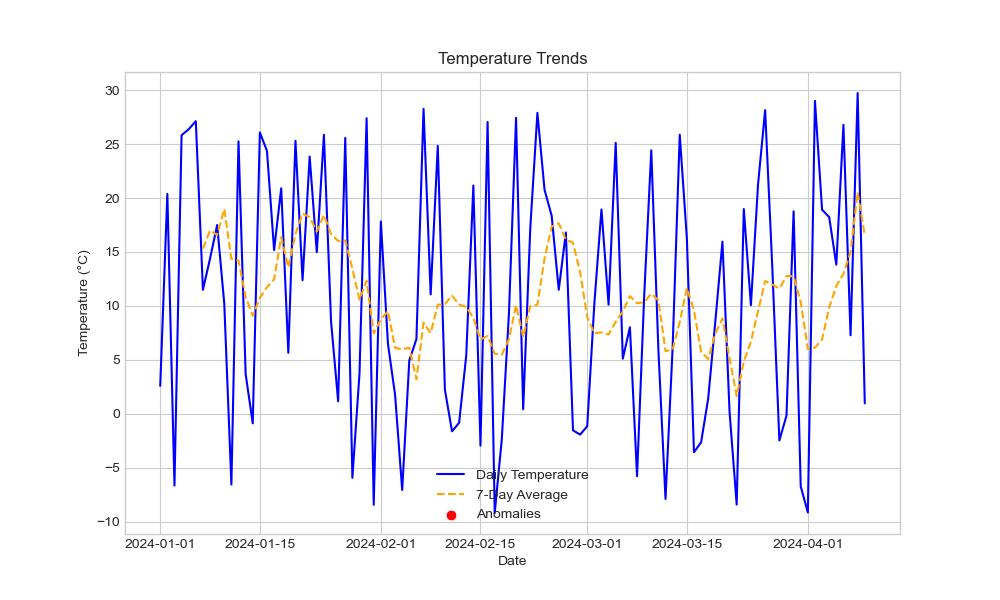 Temperature Trends
Temperature (°C)
30
25
20
15
10
5
0
−5
−10
Daily Temperature
7-Day Average
Anomalies
2024-01-01 2024-01-15 2024-02-01 2024-02-15 2024-03-01 2024-03-15 2024-04-01
Date